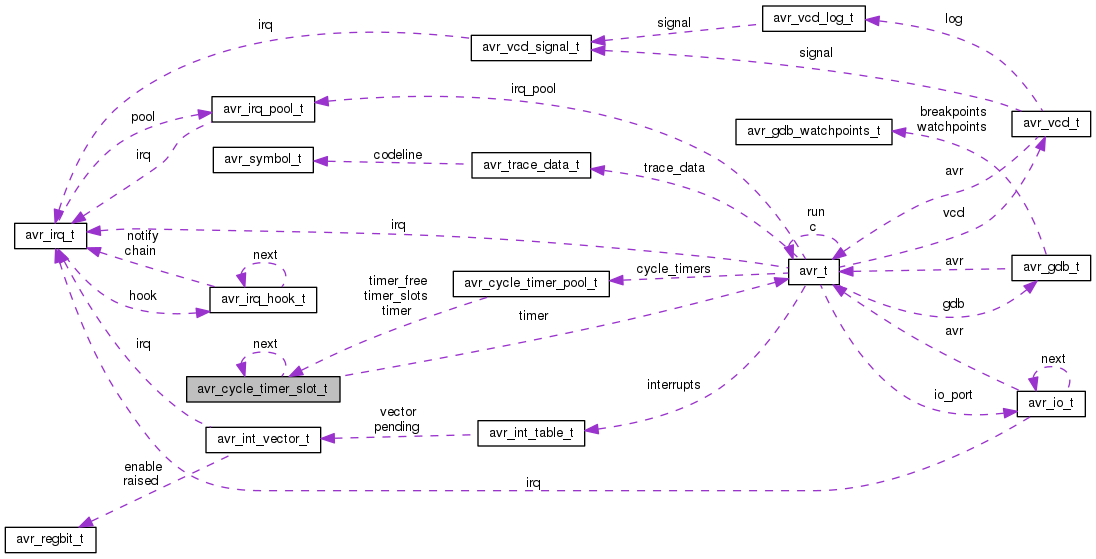 avr_vcd_log_t
log
signal
irq
avr_vcd_signal_t
signal
irq_pool
avr_irq_pool_t
pool
breakpoints
watchpoints
avr_vcd_t
avr_gdb_watchpoints_t
irq
avr_symbol_t
codeline
avr_trace_data_t
trace_data
avr
run
c
vcd
irq
avr_irq_t
notify
chain
next
avr
avr_t
avr_gdb_t
cycle_timers
timer_free
timer_slots
timer
avr_cycle_timer_pool_t
hook
avr_irq_hook_t
gdb
timer
avr
irq
next
next
avr_cycle_timer_slot_t
interrupts
io_port
avr_io_t
vector
pending
avr_int_vector_t
avr_int_table_t
enable
raised
irq
avr_regbit_t